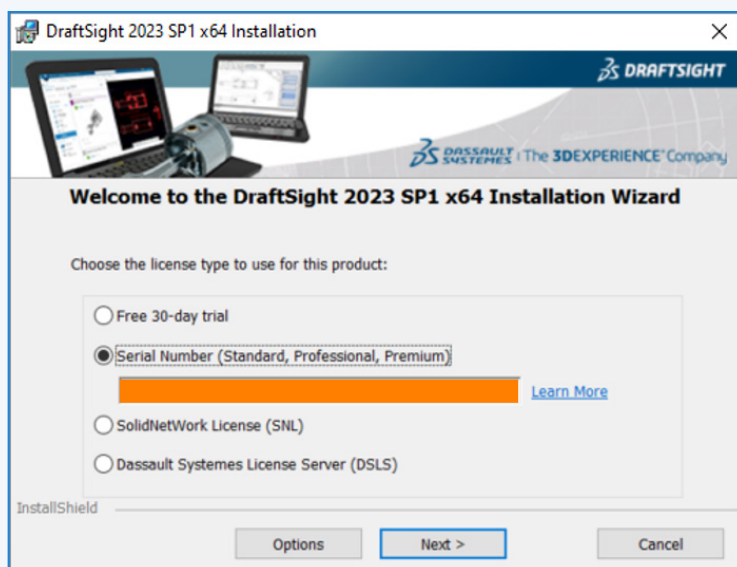 DraftSight 2023 SP1 x64 Installation
DS DRAFTSIGHT
DS DASSAULT SYSTEMES | The 3DEXPERIENCE® Company
Welcome to the DraftSight 2023 SP1 x64 Installation Wizard
Choose the license type to use for this product:
Free 30-day trial
Serial Number (Standard, Professional, Premium)
Learn More
SolidNetWork License (SNL)
Dassault Systemes License Server (DSLS)
InstallShield
Options
Next >
Cancel